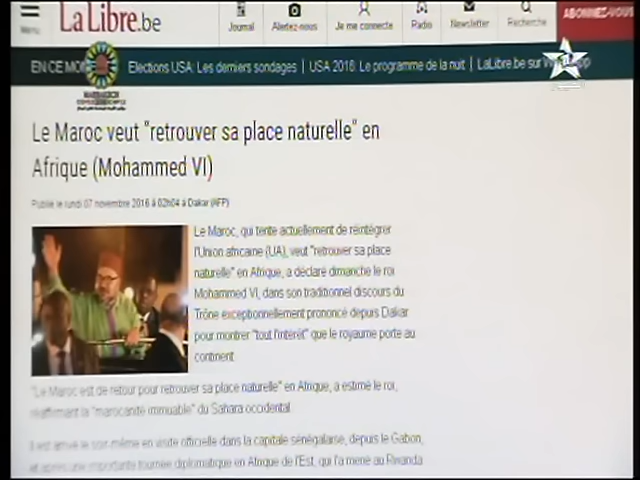 Menu
LaLibre.be
Journal
Alertez-nous
Je me connecte
Radio
Newsletter
Recherche
ABONNEZ-VOUS
EN CE MOM
Elections USA: Les derniers sondages | USA 2016: Le programme de la nuit | LaLibre.be sur
Le Maroc veut "retrouver sa place naturelle" en
Afrique (Mohammed VI)
Publié le lundi 07 novembre 2016 à 02h04 à Dakar (AFP)
Le Maroc, qui tente actuellement de réintégrer
l'Union africaine (UA), veut "retrouver sa place
naturelle" en Afrique, a déclaré dimanche le roi
Mohammed VI, dans son traditionnel discours du
Trône exceptionnellement prononcé depuis Dakar
pour montrer "tout l'intérêt" que le royaume porte au
continent
"Le Maroc est de retour pour retrouver sa place naturelle" en Afrique, a estimé le roi,
réaffirmant la "marocanité immuable" du Sahara occidental
Il est arrivé le soir-même en visite officielle dans la capitale sénégalaise, depuis le Gabon,
et après une importante tournée diplomatique en Afrique de l'Est, qui l'a mené au Rwanda